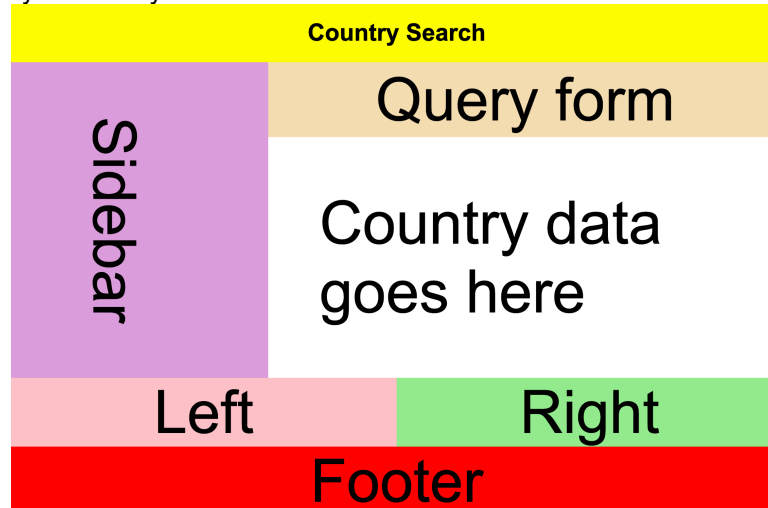 Country Search
Sidebar
Query form
Country data
goes here
Left
Right
Footer